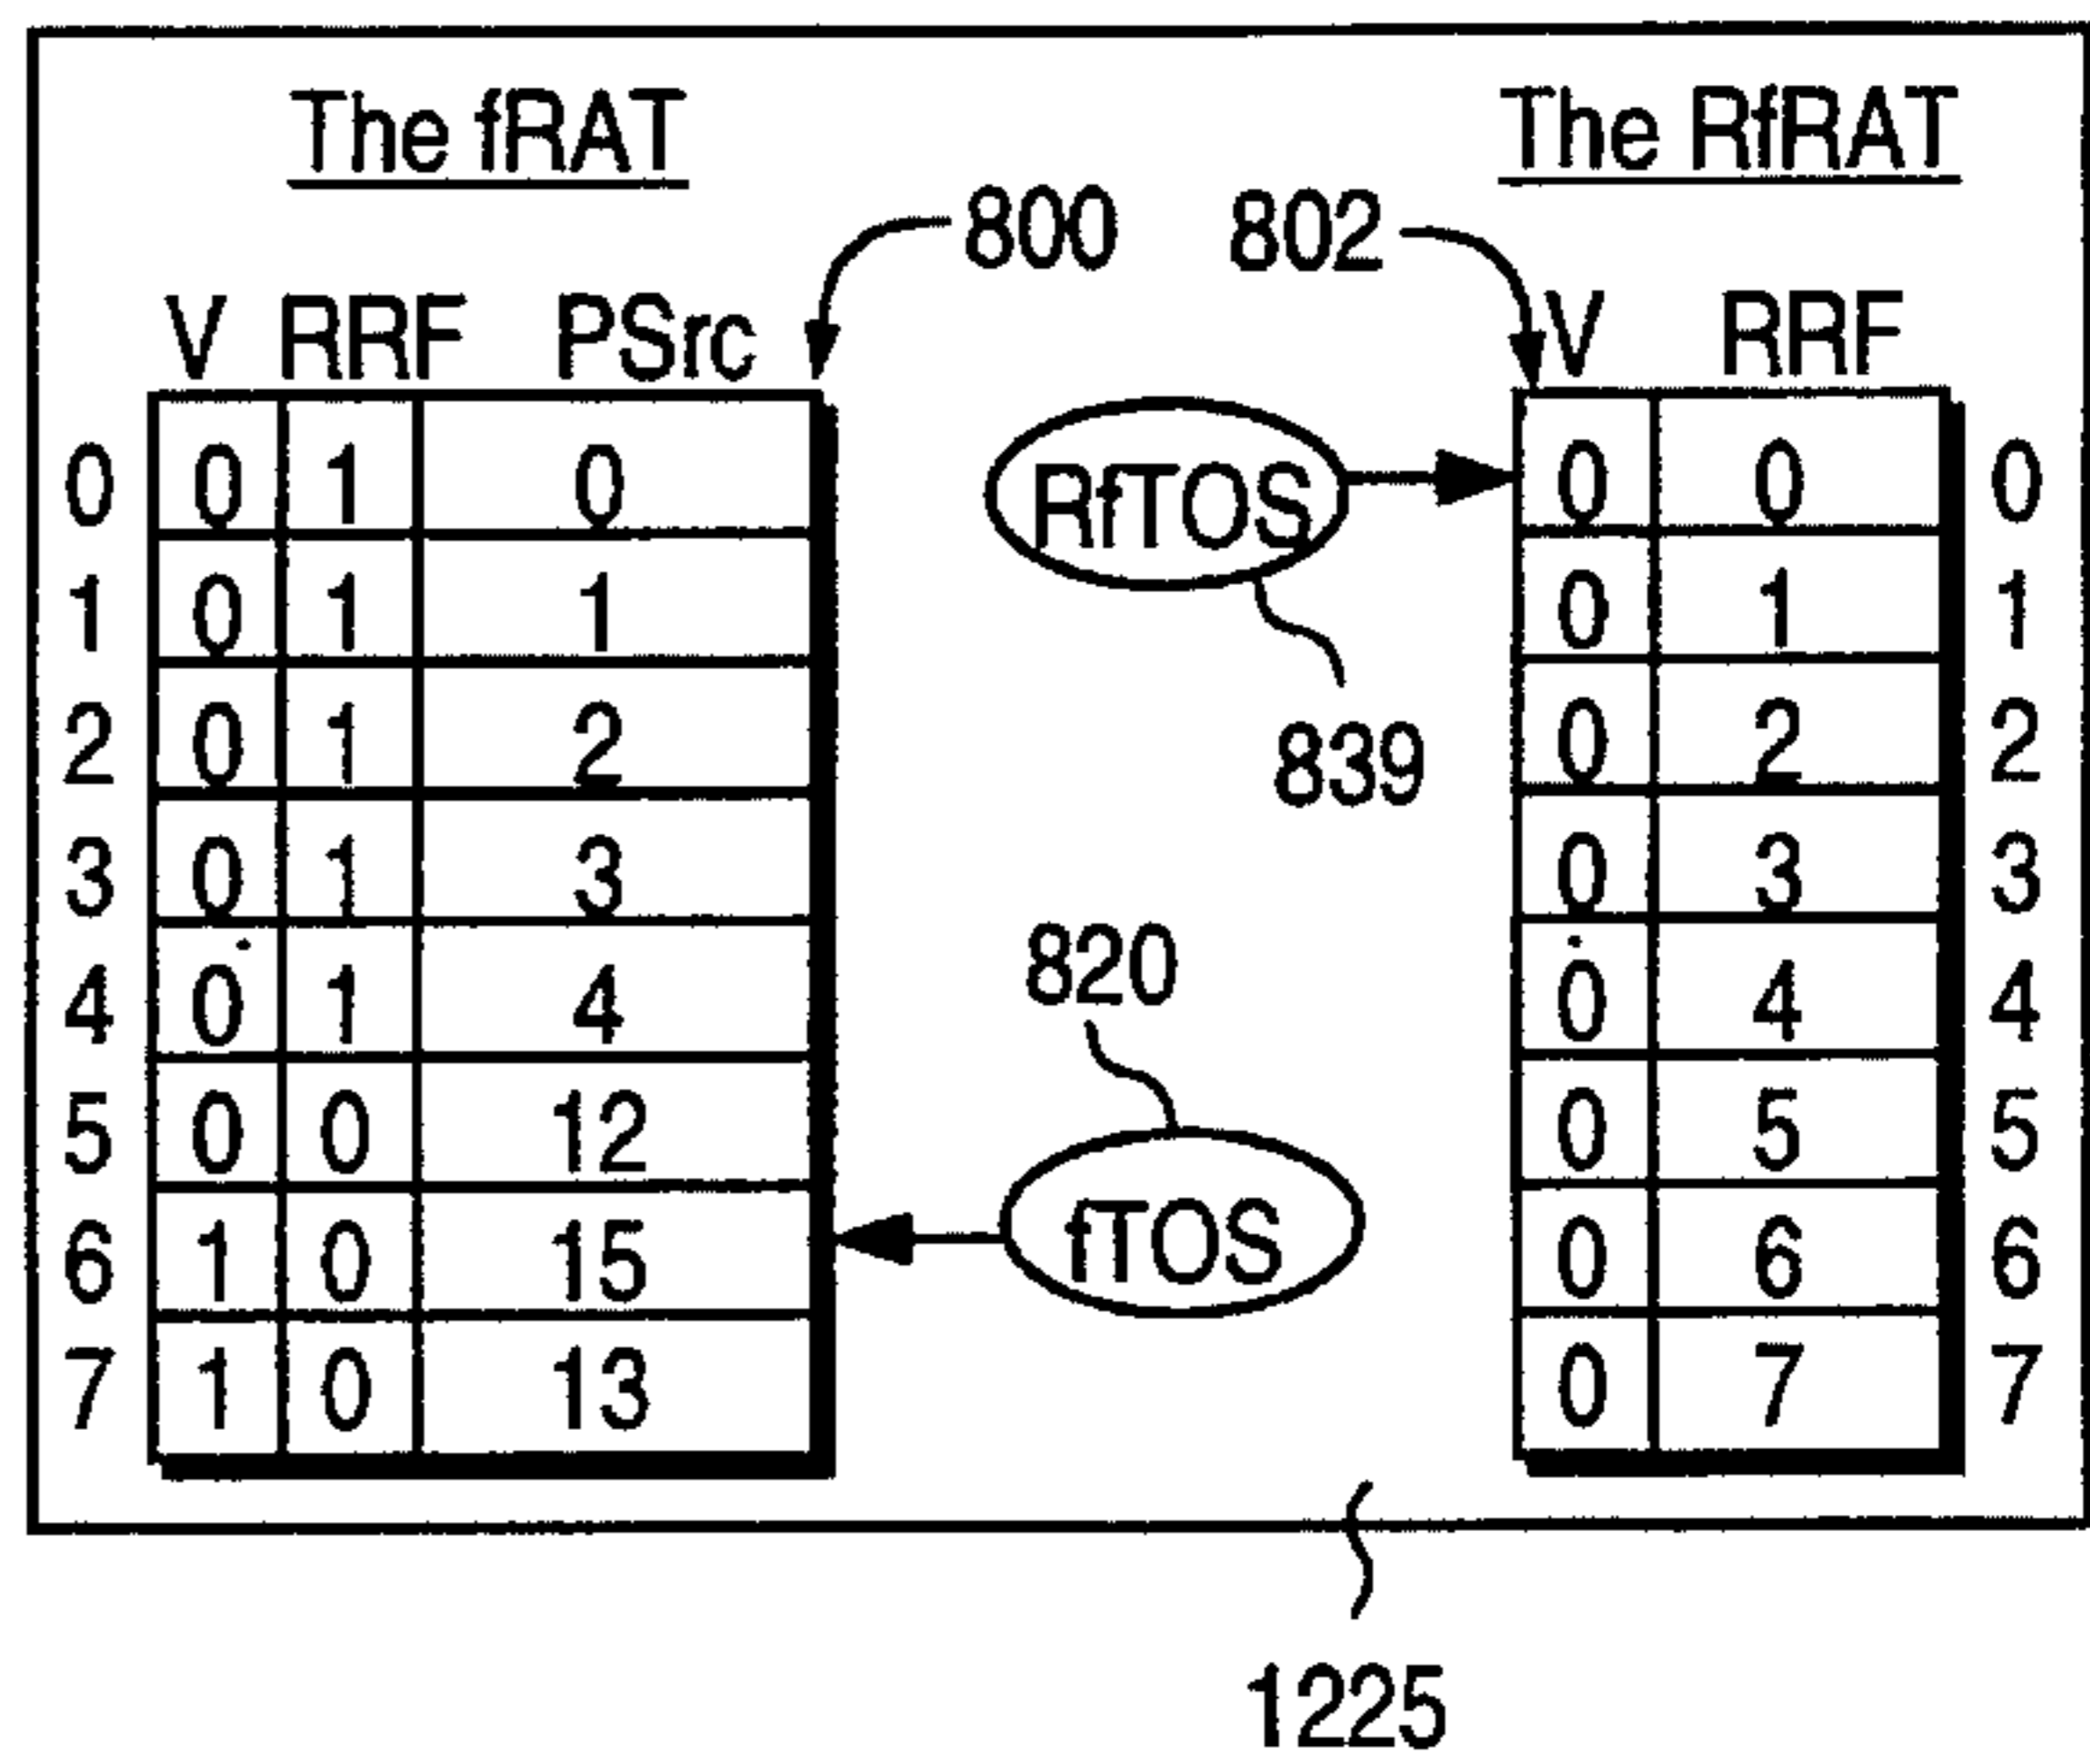 The fRAT The RfRAT
800 802
V RRF PSrc V RRF
0 0 1 0 RfTOS 0 0 0
1 0 1 1 0 1 1
2 0 1 2 839 0 2 2
3 0 1 3 0 3 3
4 0 1 4 820 0 4 4
5 0 0 12 0 5 5
6 1 0 15 fTOS 0 6 6
7 1 0 13 0 7 7
1225